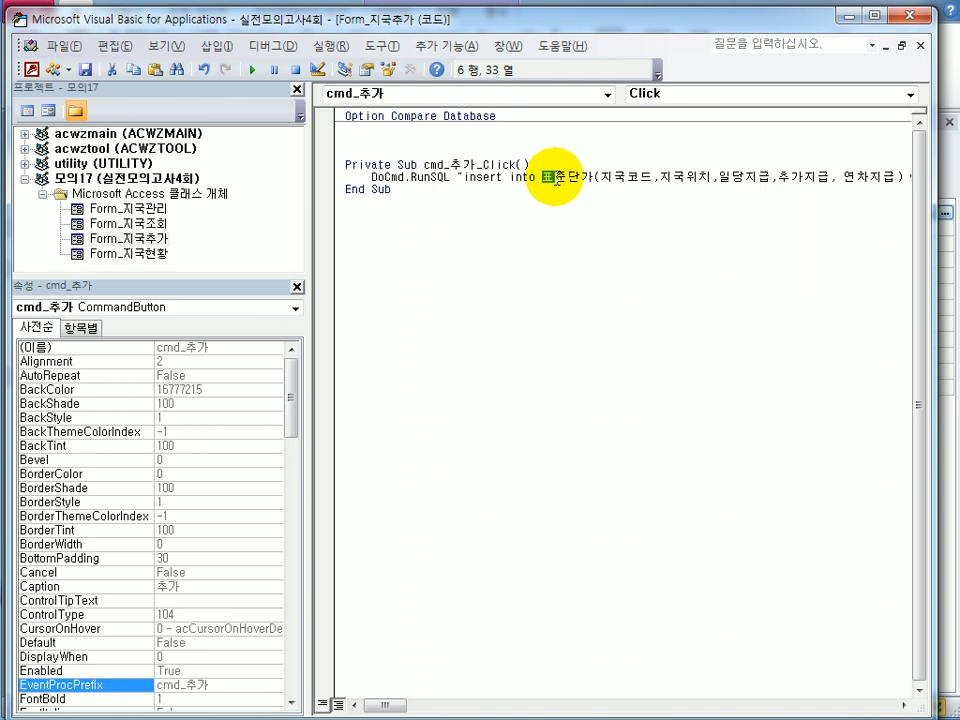 Microsoft Visual Basic for Applications - 실전모의고사4회 - [Form_지국추가 (코드)]
파일(F) 편집(E) 보기(V) 삽입(I) 디버그(D) 실행(R) 도구(T) 추가 기능(A) 창(W) 도움말(H) 질문을 입력하십시오.
6 행, 33 열
프로젝트 - 모의17
cmd_추가 Click
acwzmain (ACWZMAIN)
acwztool (ACWZTOOL)
utility (UTILITY)
모의17 (실전모의고사4회)
Microsoft Access 클래스 개체
Form_지국관리
Form_지국조회
Form_지국추가
Form_지국현황
Option Compare Database
Private Sub cmd_추가_Click()
DoCmd.RunSQL "insert into 표준단가(지국코드,지국위치,일당지급,추가지급, 연차지급)
End Sub
속성 - cmd_추가
cmd_추가 CommandButton
사전순 항목별
(이름) cmd_추가
Alignment 2
AutoRepeat False
BackColor 16777215
BackShade 100
BackStyle 1
BackThemeColorIndex -1
BackTint 100
Bevel 0
BorderColor 0
BorderShade 100
BorderStyle 1
BorderThemeColorIndex -1
BorderTint 100
BorderWidth 0
BottomPadding 30
Cancel False
Caption 추가
ControlTipText
ControlType 104
CursorOnHover 0 - acCursorOnHoverDe
Default False
DisplayWhen 0
Enabled True
EventProcPrefix cmd_추가
FontBold 1